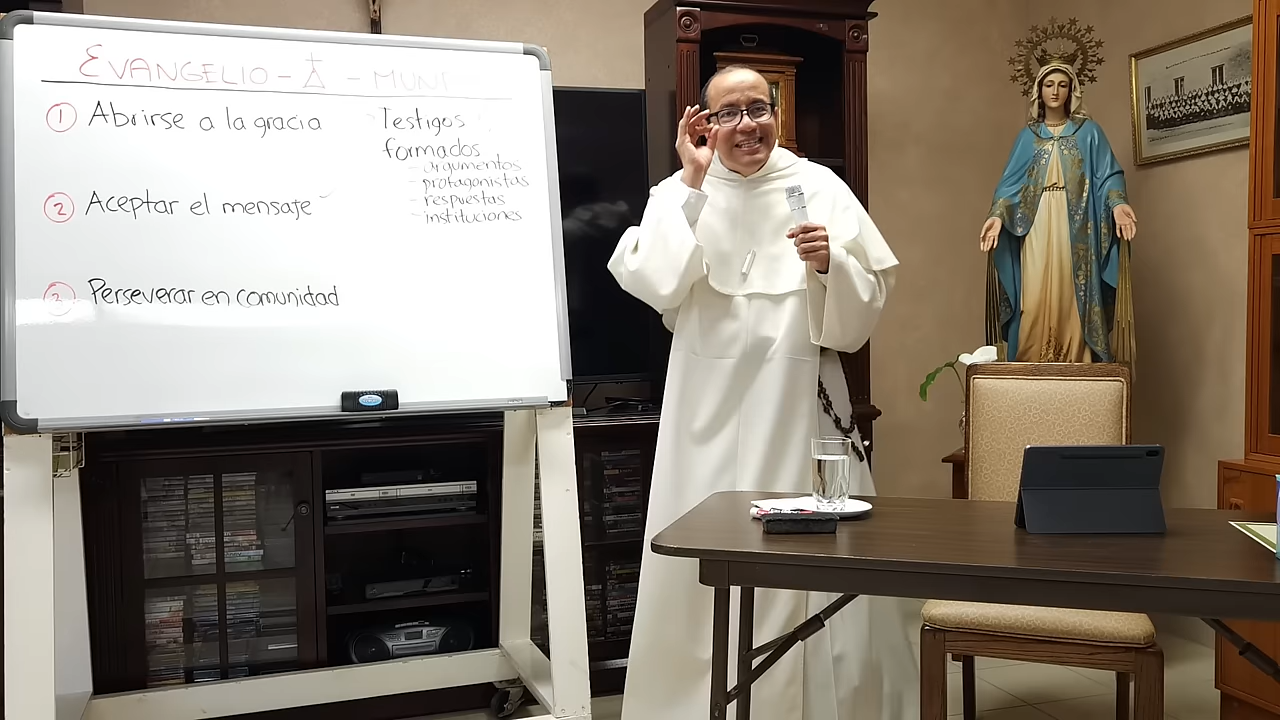 EVANGELIO - - MUN
1 Abrirse a la gracia
2 Aceptar el mensaje
3 Perseverar en comunidad
Testigos
formados
- argumentos
- protagonistas
- respuestas
- instituciones